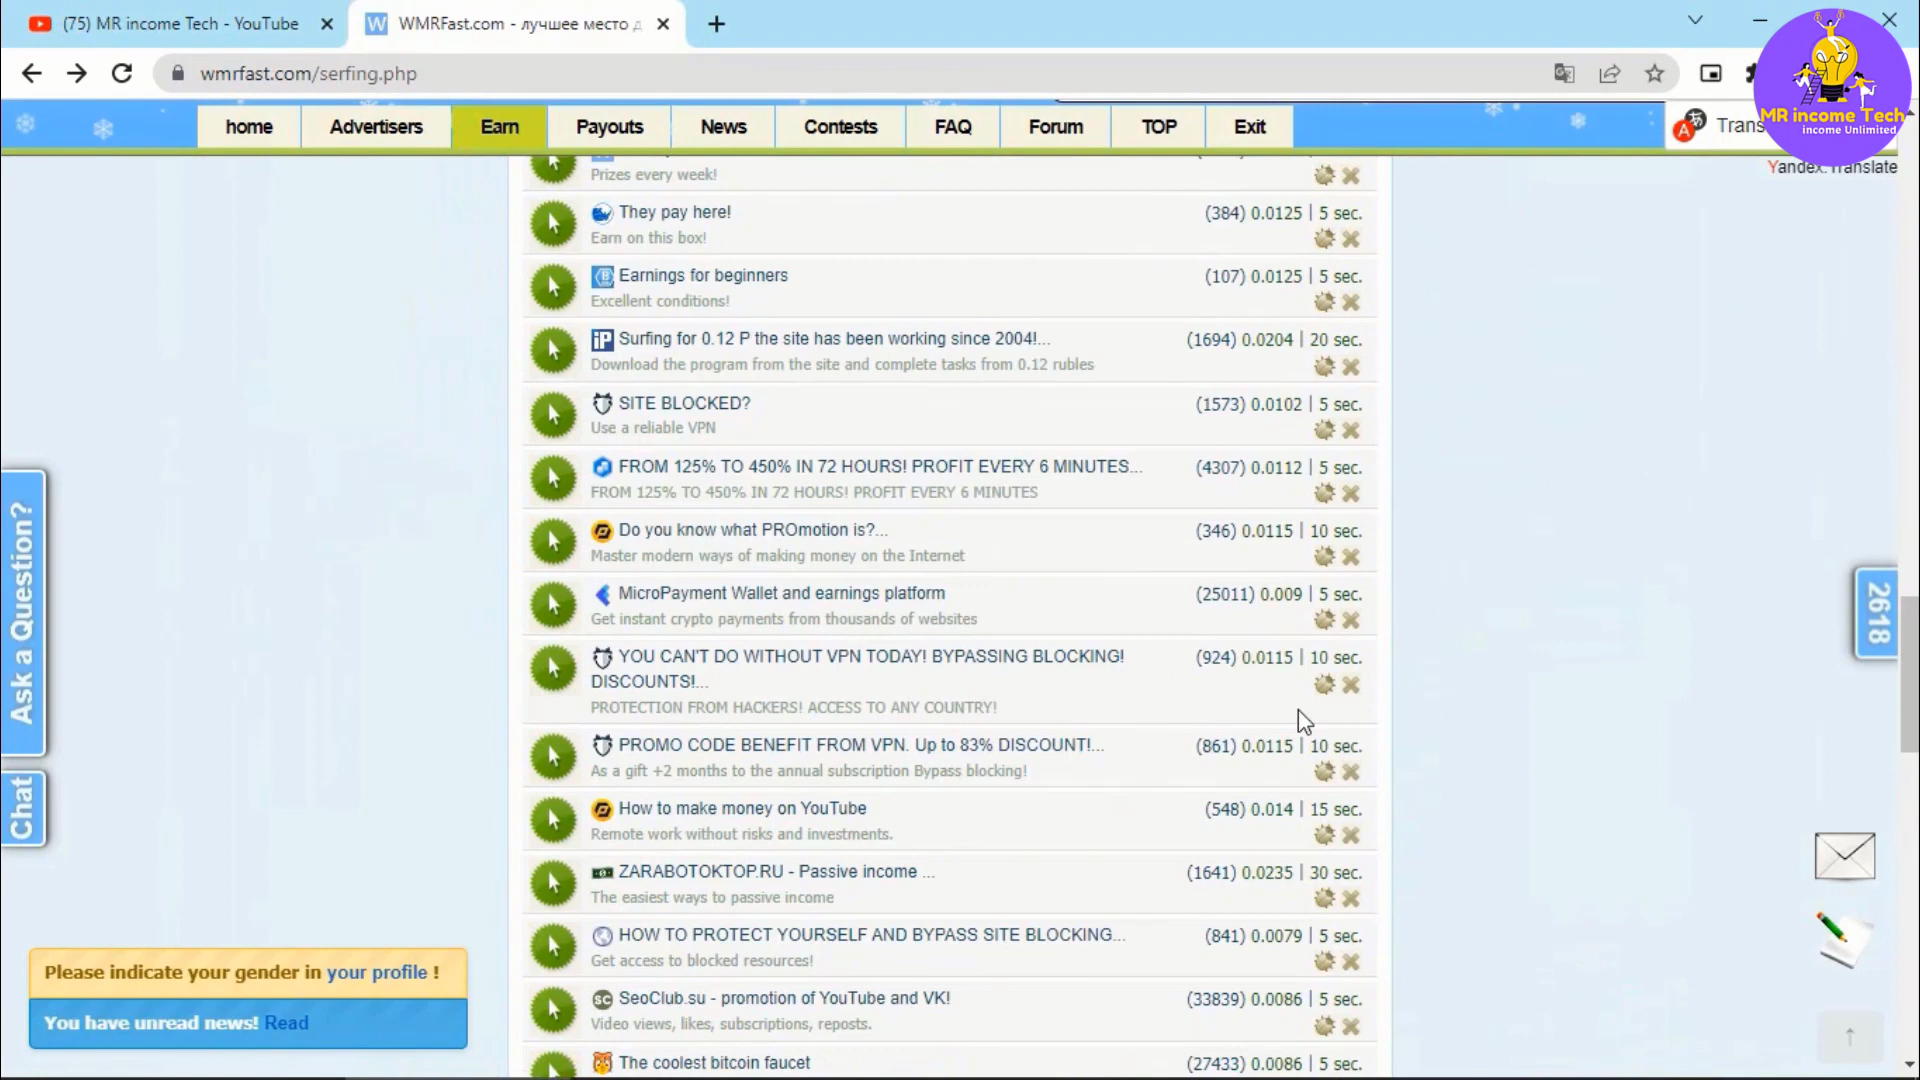 (75) MR income Tech - YouTube
WMRFast.com - лучшее место д
wmrfast.com/serfing.php
MR income Tech
income Unlimited
home
Advertisers
Earn
Payouts
News
Contests
FAQ
Forum
TOP
Exit
Trans
Yandex.Translate
Prizes every week!
They pay here! (384) 0.0125 | 5 sec.
Earn on this box!
Earnings for beginners (107) 0.0125 | 5 sec.
Excellent conditions!
Surfing for 0.12 P the site has been working since 2004!... (1694) 0.0204 | 20 sec.
Download the program from the site and complete tasks from 0.12 rubles
SITE BLOCKED? (1573) 0.0102 | 5 sec.
Use a reliable VPN
FROM 125% TO 450% IN 72 HOURS! PROFIT EVERY 6 MINUTES... (4307) 0.0112 | 5 sec.
FROM 125% TO 450% IN 72 HOURS! PROFIT EVERY 6 MINUTES
Do you know what PROmotion is?... (346) 0.0115 | 10 sec.
Master modern ways of making money on the Internet
MicroPayment Wallet and earnings platform (25011) 0.009 | 5 sec.
Get instant crypto payments from thousands of websites
YOU CAN'T DO WITHOUT VPN TODAY! BYPASSING BLOCKING! (924) 0.0115 | 10 sec.
DISCOUNTS!...
PROTECTION FROM HACKERS! ACCESS TO ANY COUNTRY!
PROMO CODE BENEFIT FROM VPN. Up to 83% DISCOUNT!... (861) 0.0115 | 10 sec.
As a gift +2 months to the annual subscription Bypass blocking!
How to make money on YouTube (548) 0.014 | 15 sec.
Remote work without risks and investments.
ZARABOTOKTOP.RU - Passive income ... (1641) 0.0235 | 30 sec.
The easiest ways to passive income
HOW TO PROTECT YOURSELF AND BYPASS SITE BLOCKING... (841) 0.0079 | 5 sec.
Get access to blocked resources!
SeoClub.su - promotion of YouTube and VK! (33839) 0.0086 | 5 sec.
Video views, likes, subscriptions, reposts.
The coolest bitcoin faucet (27433) 0.0086 | 5 sec.
Ask a Question?
Chat
2618
Please indicate your gender in your profile !
You have unread news! Read